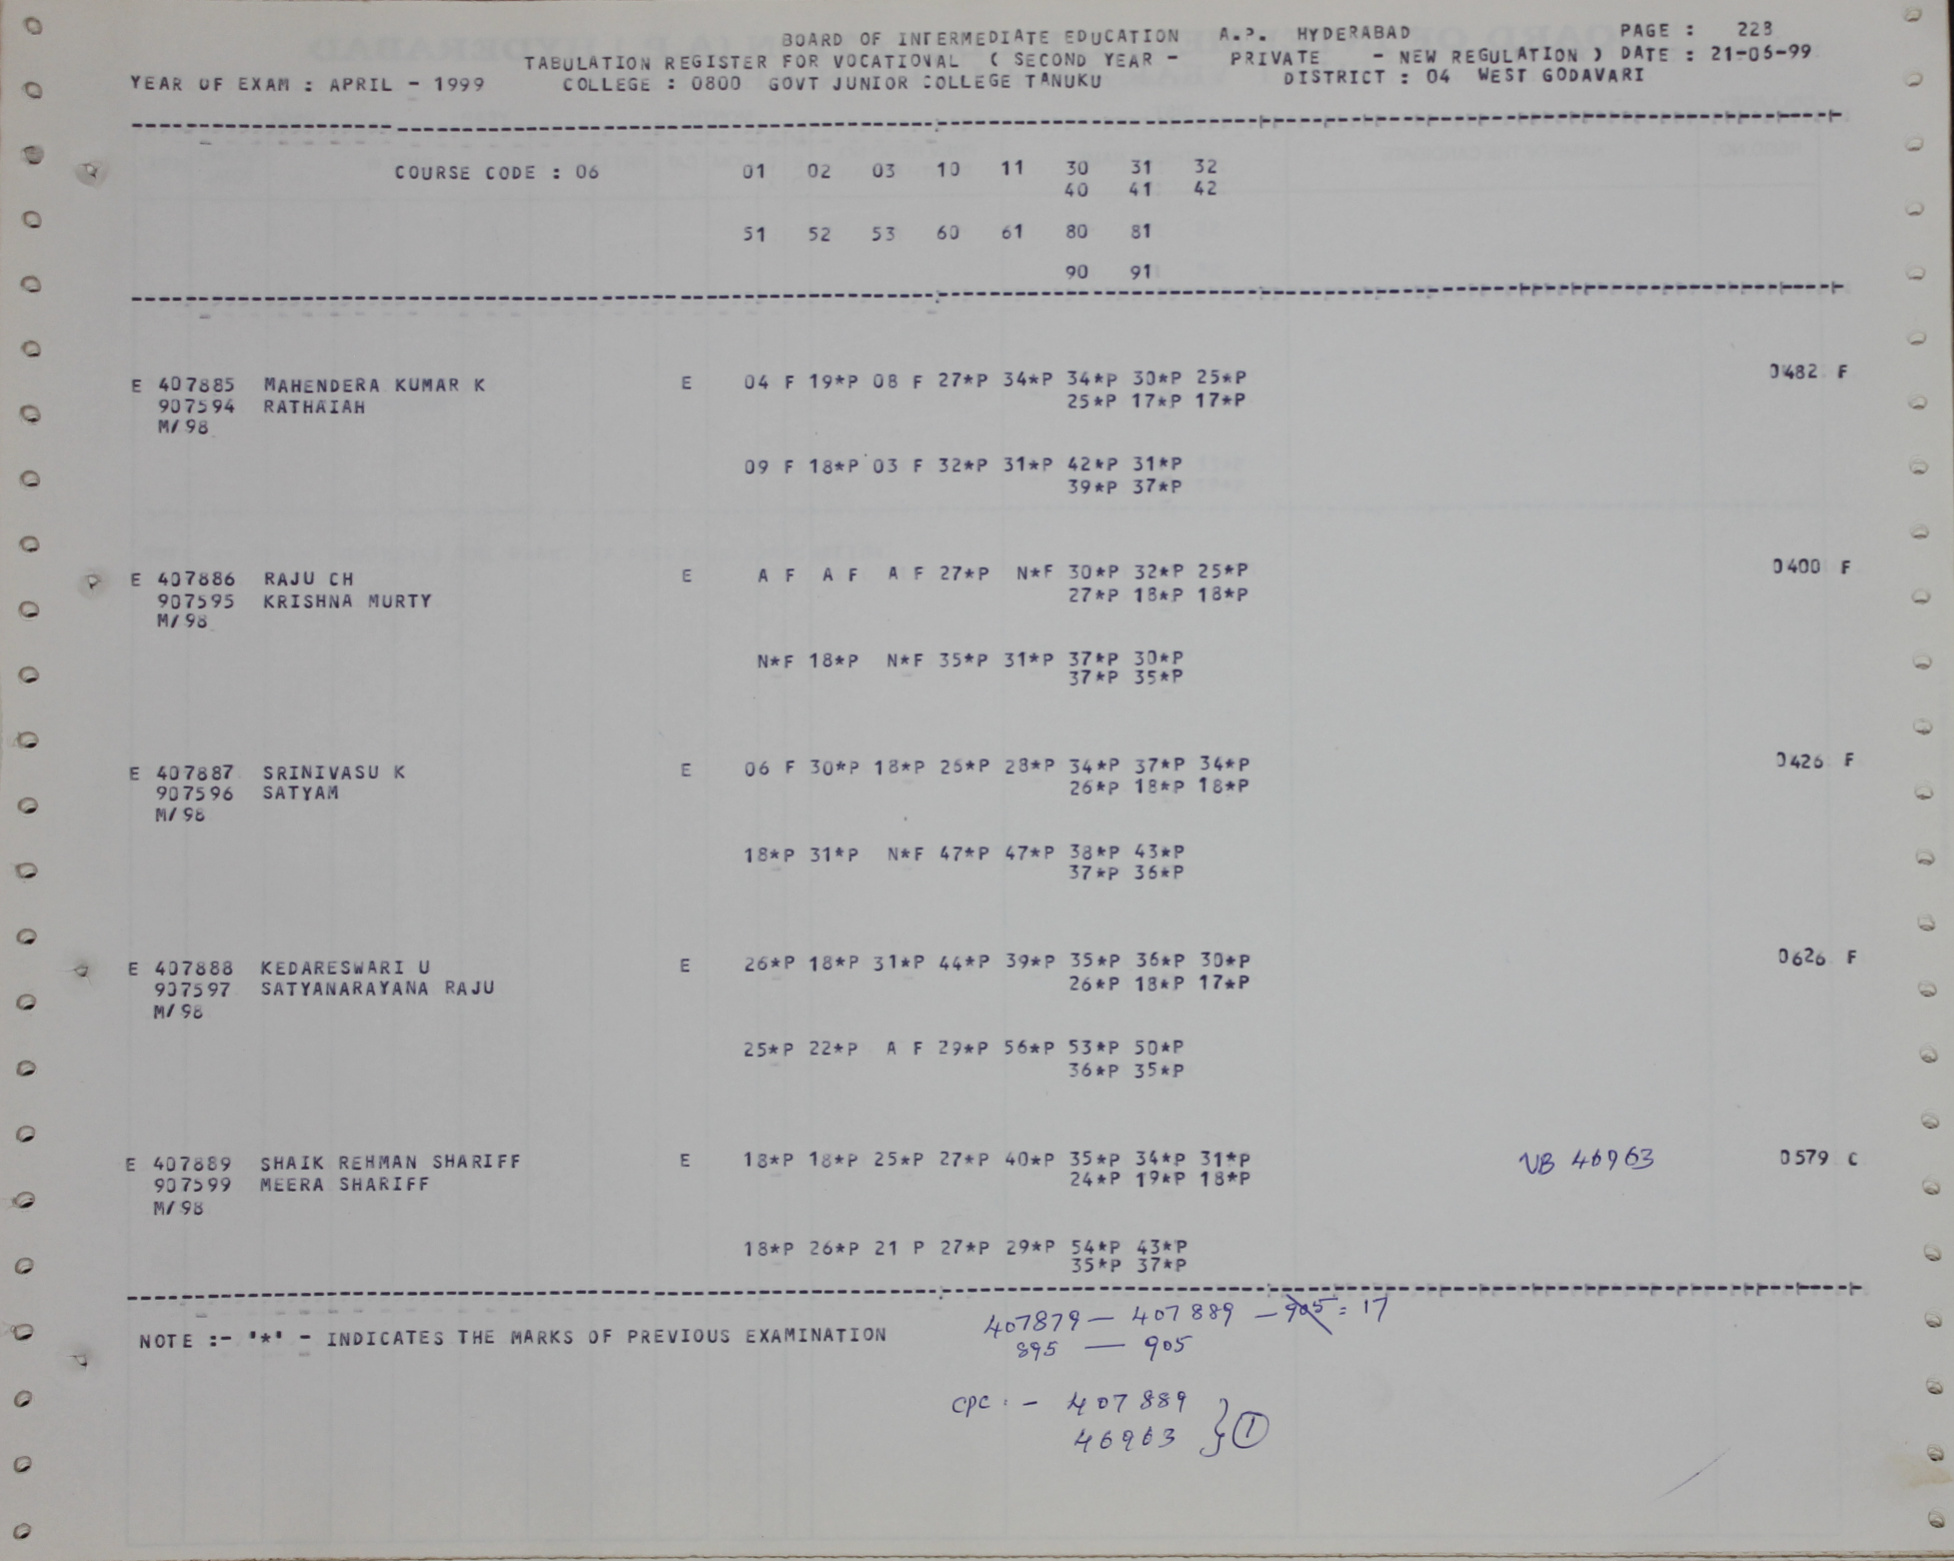 BOARD OF INTERMEDIATE EDUCATION A.P. HYDERABAD PAGE : 223
TABULATION REGISTER FOR VOCATIONAL ( SECOND YEAR - PRIVATE - NEW REGULATION ) DATE : 21-06-99
YEAR OF EXAM : APRIL - 1999 COLLEGE : 0800 GOVT JUNIOR COLLEGE TANUKU DISTRICT : 04 WEST GODAVARI
COURSE CODE : 06 01 02 03 10 11 30 31 32
40 41 42
51 52 53 60 61 80 81
90 91
E 407885 MAHENDERA KUMAR K E 04 F 19*P 08 F 27*P 34*P 34*P 30*P 25*P 0482 F
907594 RATHAIAH 25*P 17*P 17*P
M/98
09 F 18*P 03 F 32*P 31*P 42*P 31*P
39*P 37*P
E 407886 RAJU CH E A F A F A F 27*P N*F 30*P 32*P 25*P 0400 F
907595 KRISHNA MURTY 27*P 18*P 18*P
M/98
N*F 18*P N*F 35*P 31*P 37*P 30*P
37*P 35*P
E 407887 SRINIVASU K E 06 F 30*P 18*P 26*P 28*P 34*P 37*P 34*P 0426 F
907596 SATYAM 26*P 18*P 18*P
M/98
18*P 31*P N*F 47*P 47*P 38*P 43*P
37*P 36*P
E 407888 KEDARESWARI U E 26*P 18*P 31*P 44*P 39*P 35*P 36*P 30*P 0626 F
907597 SATYANARAYANA RAJU 26*P 18*P 17*P
M/98
25*P 22*P A F 29*P 56*P 53*P 50*P
36*P 35*P
E 407889 SHAIK REHMAN SHARIFF E 18*P 18*P 25*P 27*P 40*P 35*P 34*P 31*P VB 46963 0579 C
907599 MEERA SHARIFF 24*P 19*P 18*P
M/98
18*P 26*P 21 P 27*P 29*P 54*P 43*P
35*P 37*P
NOTE :- '*' - INDICATES THE MARKS OF PREVIOUS EXAMINATION
407879 — 407889 — 905 = 17
895 — 905
CPC :- 407889
46963 } 1